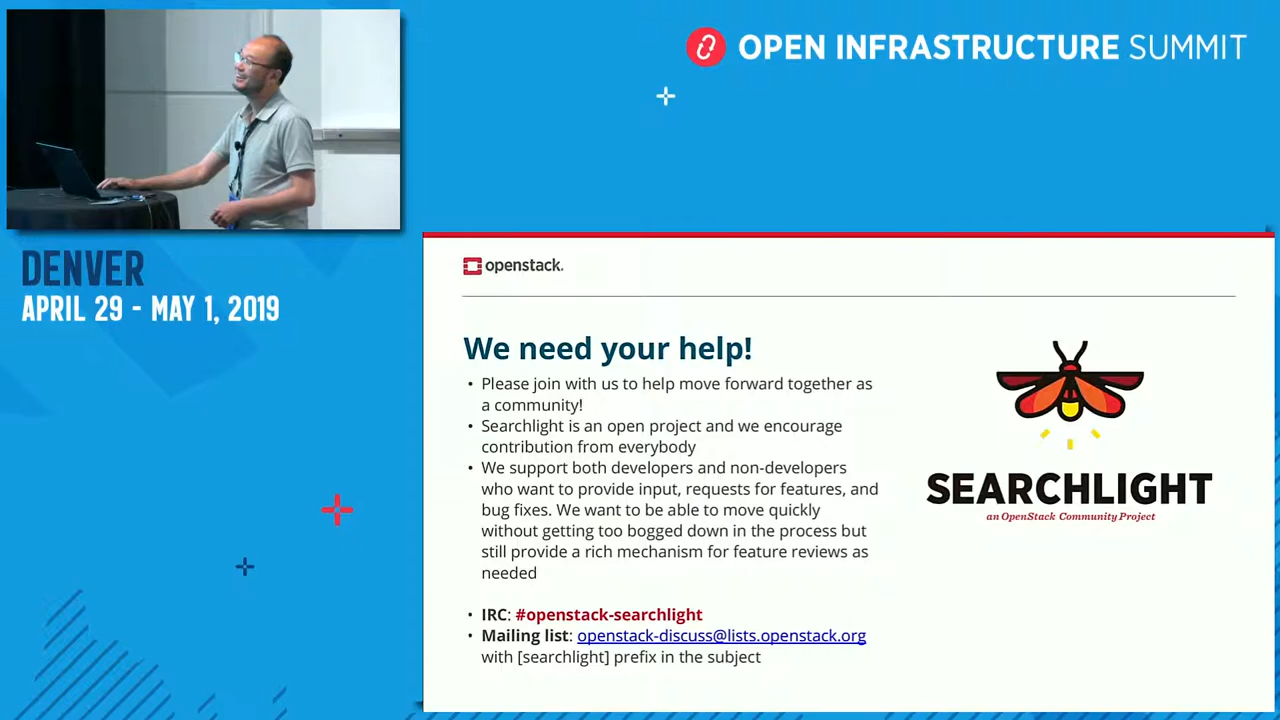 OPEN INFRASTRUCTURE SUMMIT
DENVER
APRIL 29 - MAY 1, 2019
openstack.
We need your help!
• Please join with us to help move forward together as
a community!
• Searchlight is an open project and we encourage
contribution from everybody
• We support both developers and non-developers
who want to provide input, requests for features, and
bug fixes. We want to be able to move quickly
without getting too bogged down in the process but
still provide a rich mechanism for feature reviews as
needed
• IRC: #openstack-searchlight
• Mailing list: openstack-discuss@lists.openstack.org
with [searchlight] prefix in the subject
SEARCHLIGHT
an OpenStack Community Project